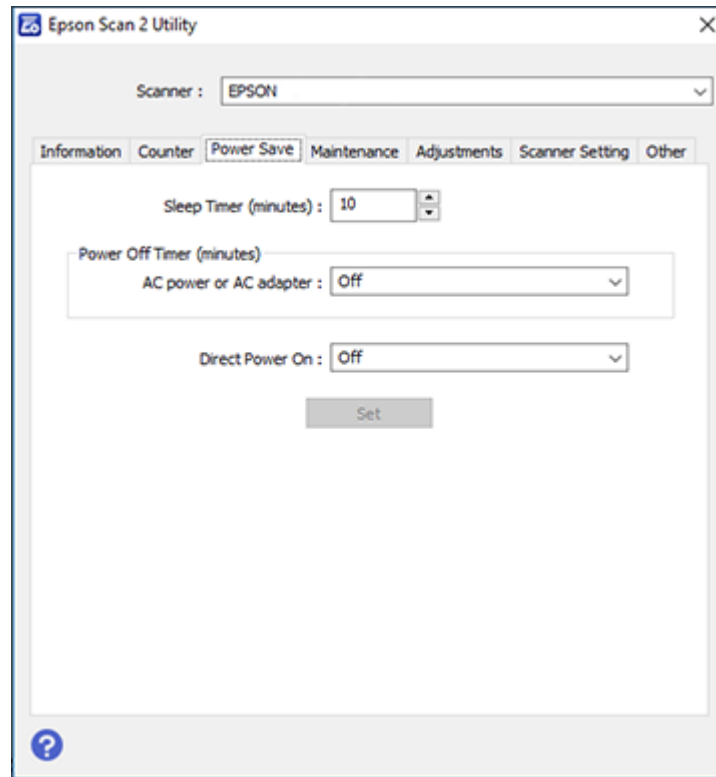 Epson Scan 2 Utility
Scanner : EPSON
Information Counter Power Save Maintenance Adjustments Scanner Setting Other
Sleep Timer (minutes) : 10
Power Off Timer (minutes)
AC power or AC adapter : Off
Direct Power On : Off
Set
?